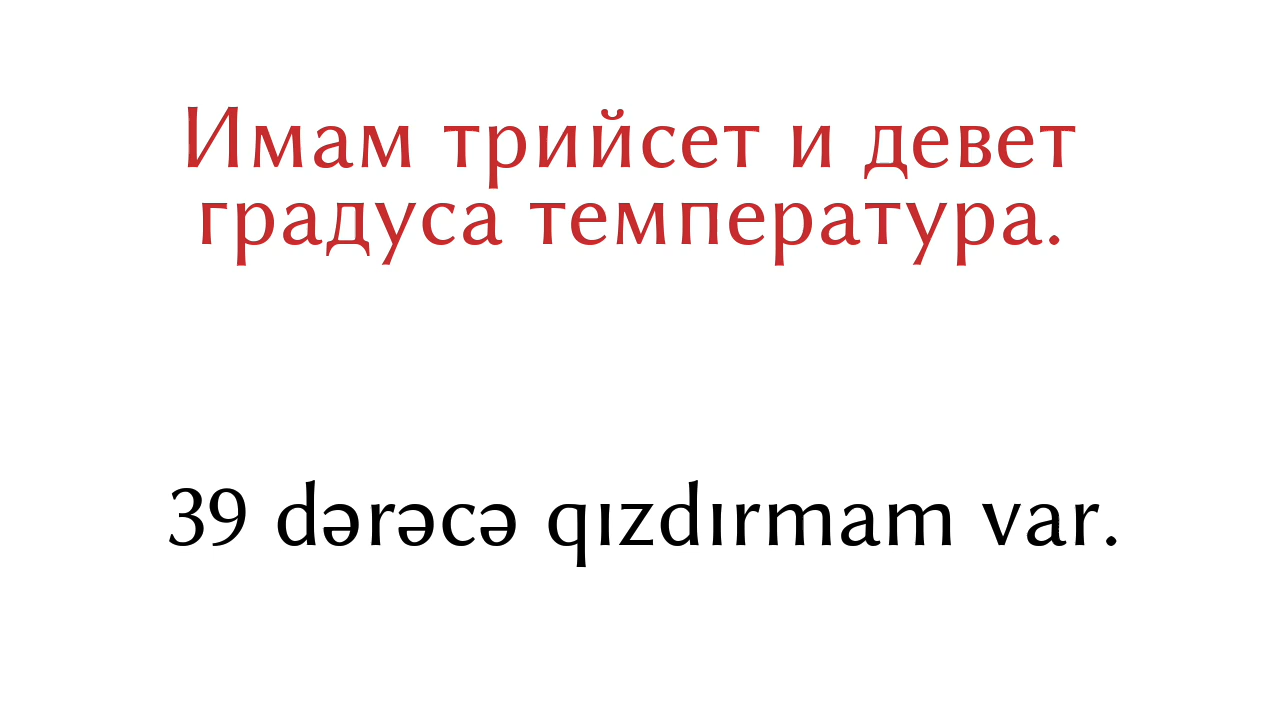 Имам трийсет и девет
градуса температура.
39 dərəcə qızdırmam var.